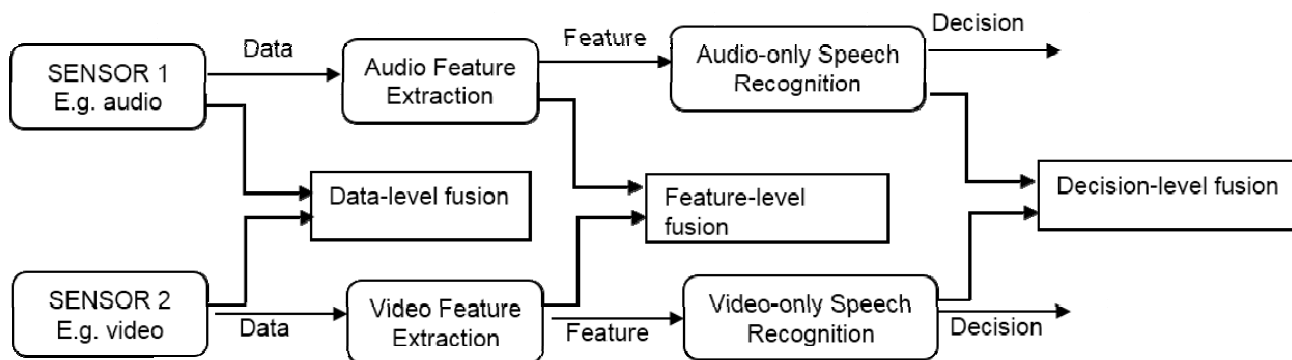 Data
Feature
Decision
SENSOR 1
E.g. audio
Audio Feature
Extraction
Audio-only Speech
Recognition
Data-level fusion
Feature-level
fusion
Decision-level fusion
SENSOR 2
E.g. video
Video Feature
Extraction
Video-only Speech
Recognition
Data
Feature
Decision